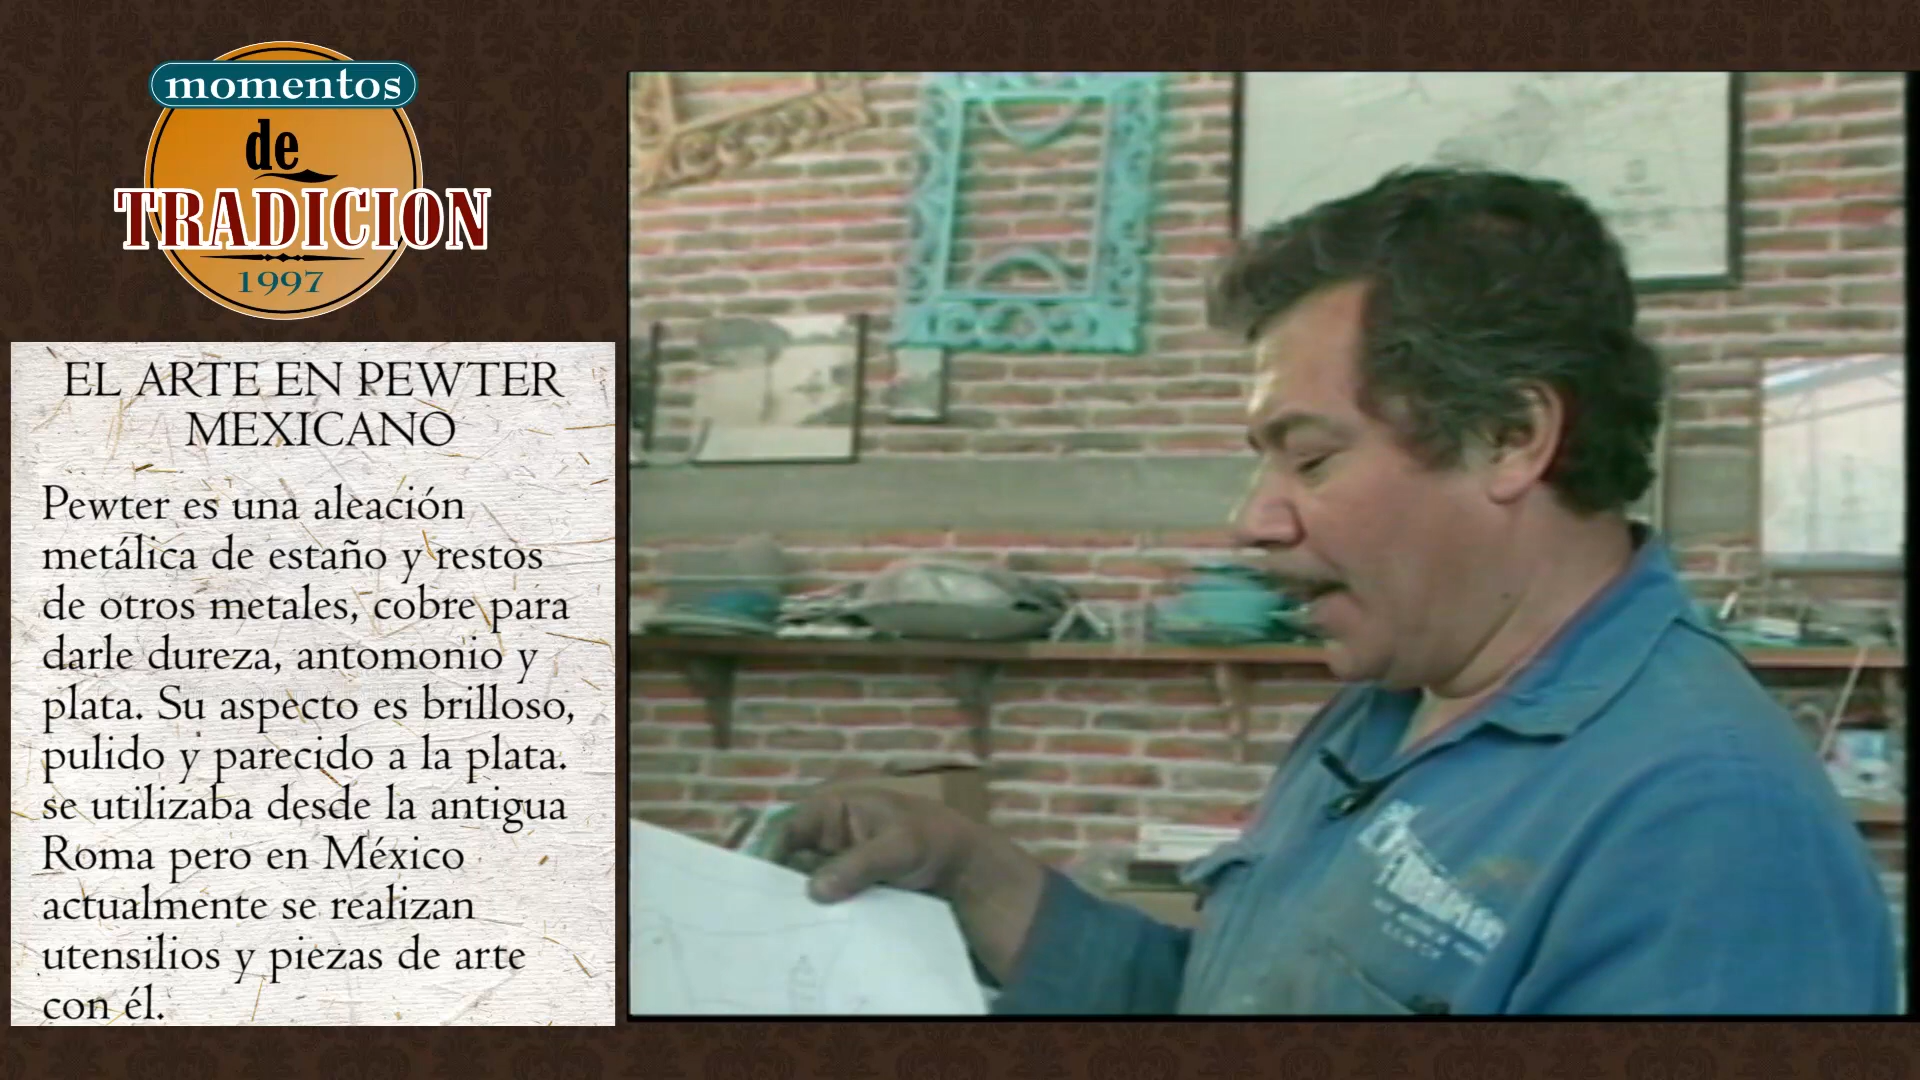 momentos
de
TRADICION
1997
EL ARTE EN PEWTER
MEXICANO
Pewter es una aleación
metálica de estaño y restos
de otros metales, cobre para
darle dureza, antomonio y
plata. Su aspecto es brilloso,
pulido y parecido a la plata.
se utilizaba desde la antigua
Roma pero en México
actualmente se realizan
utensilios y piezas de arte
con él.